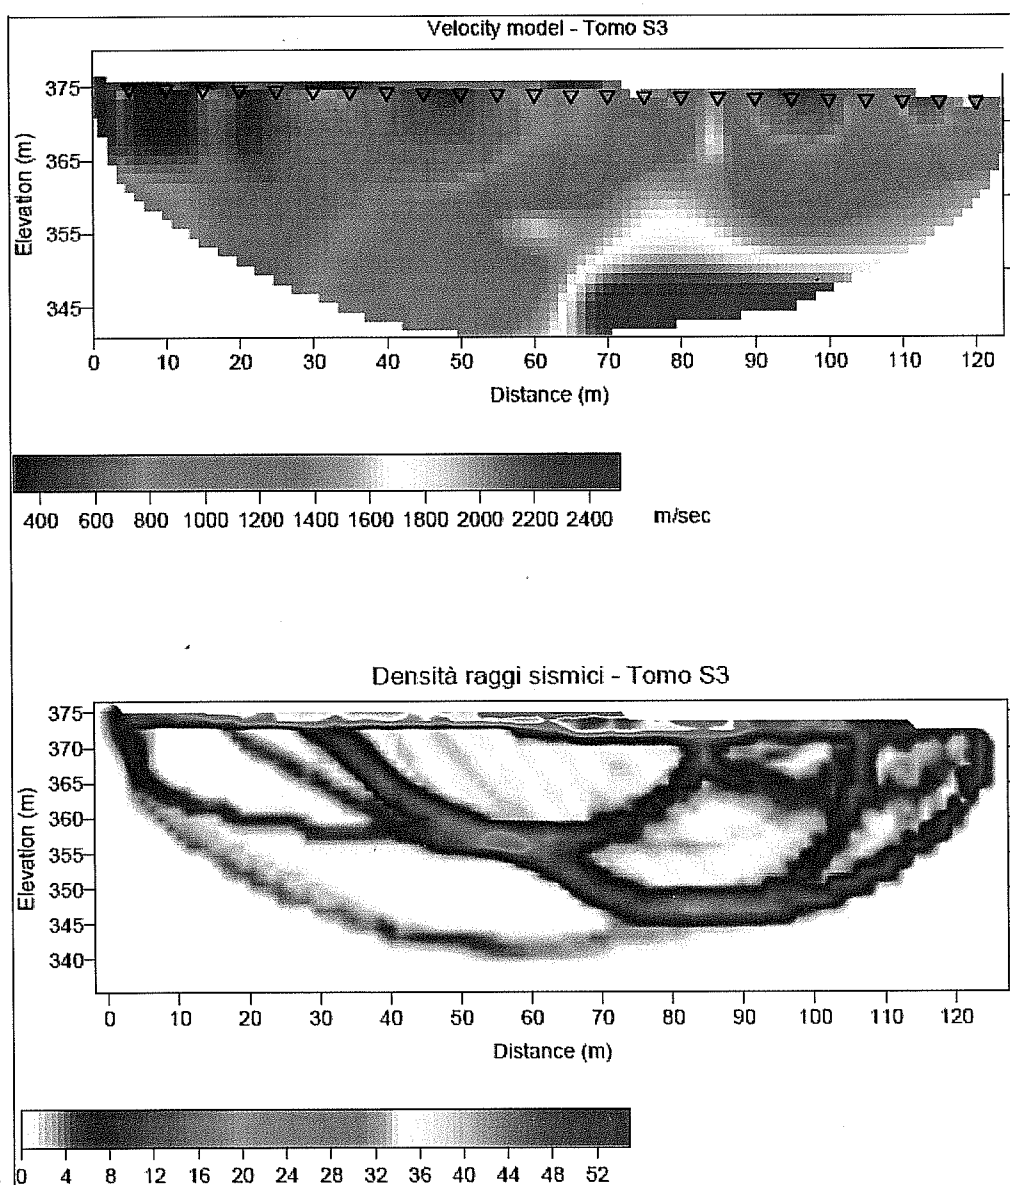 Velocity model - Tomo S3
375
365
355
345
Elevation (m)
0 10 20 30 40 50 60 70 80 90 100 110 120
Distance (m)
400 600 800 1000 1200 1400 1600 1800 2000 2200 2400 m/sec
Densità raggi sismici - Tomo S3
375
370
365
360
355
350
345
340
Elevation (m)
0 10 20 30 40 50 60 70 80 90 100 110 120
Distance (m)
0 4 8 12 16 20 24 28 32 36 40 44 48 52